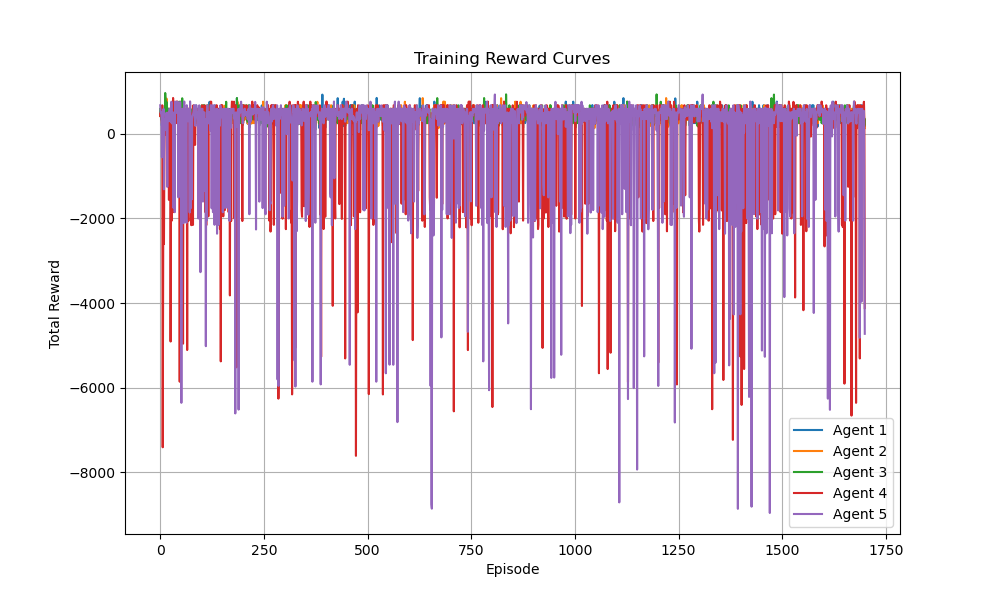 Training Reward Curves
Total Reward
0
−2000
−4000
−6000
−8000
0 250 500 750 1000 1250 1500 1750
Episode
Agent 1
Agent 2
Agent 3
Agent 4
Agent 5